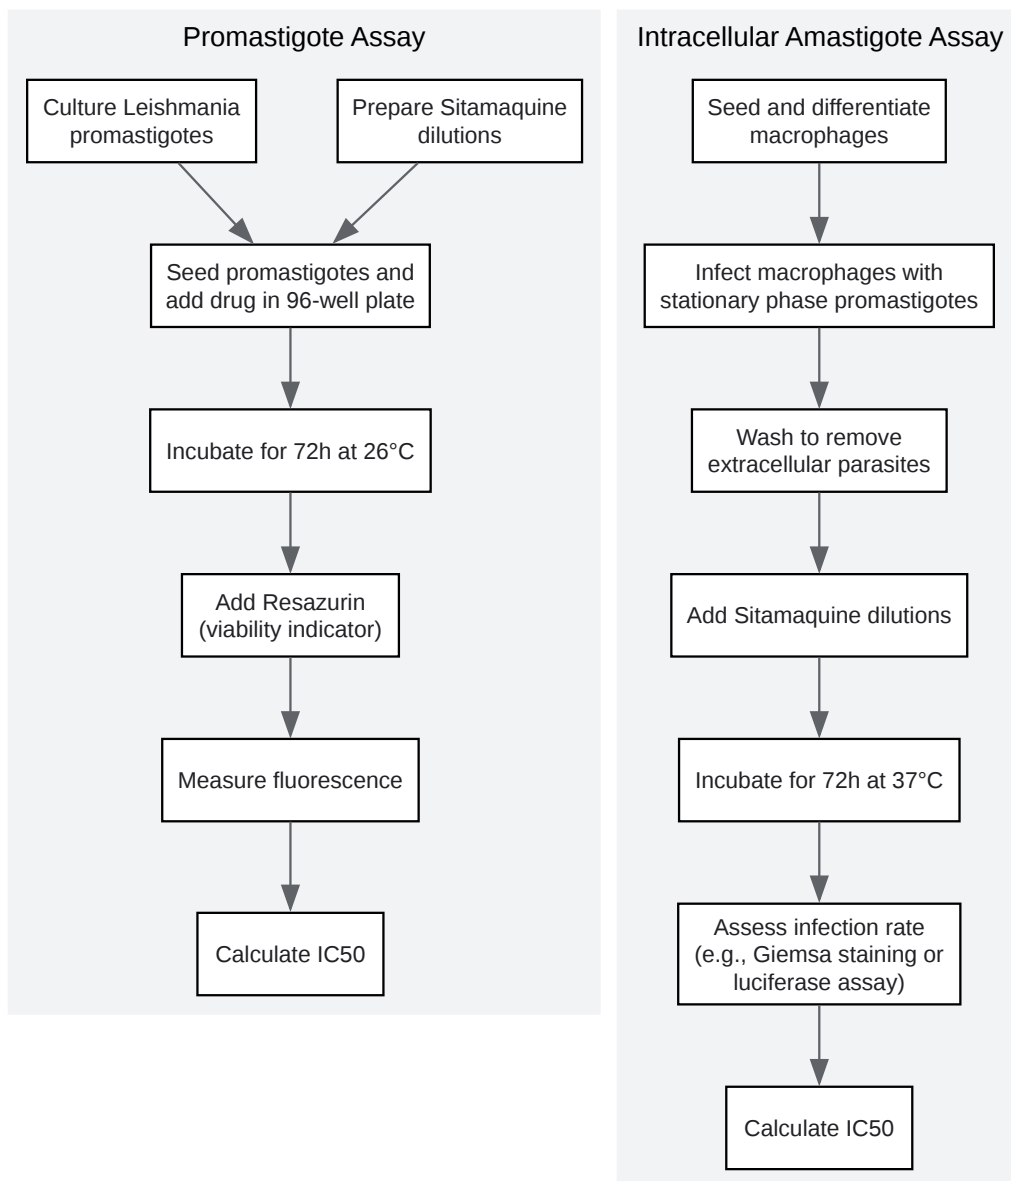 Promastigote Assay
Culture Leishmania
promastigotes
Prepare Sitamaquine
dilutions
Seed promastigotes and
add drug in 96-well plate
Incubate for 72h at 26°C
Add Resazurin
(viability indicator)
Measure fluorescence
Calculate IC50
Intracellular Amastigote Assay
Seed and differentiate
macrophages
Infect macrophages with
stationary phase promastigotes
Wash to remove
extracellular parasites
Add Sitamaquine dilutions
Incubate for 72h at 37°C
Assess infection rate
(e.g., Giemsa staining or
luciferase assay)
Calculate IC50